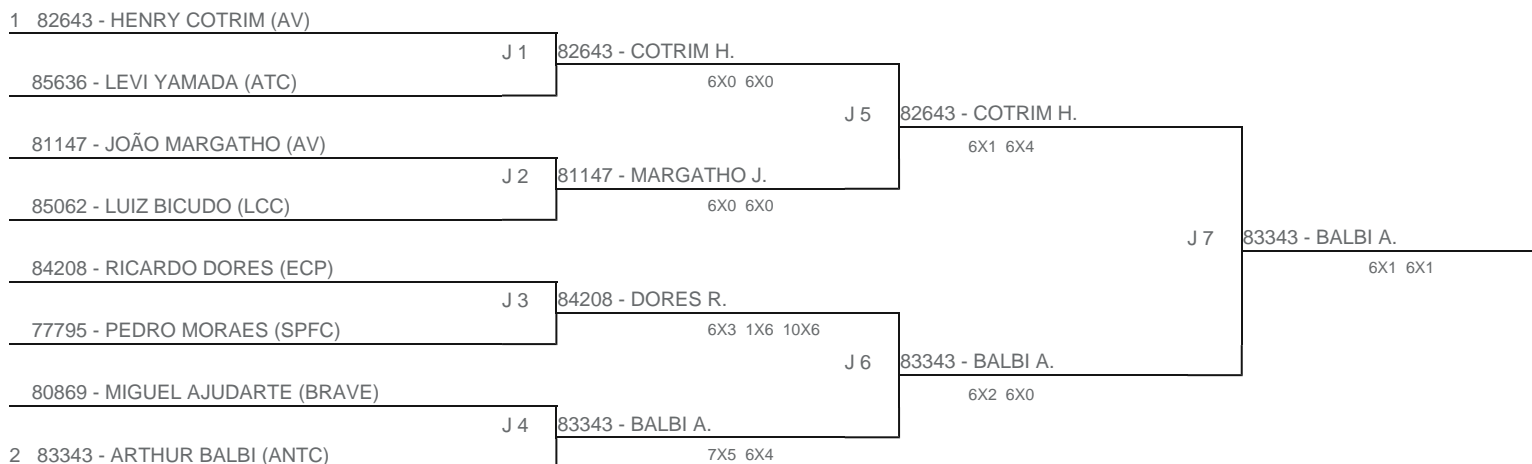 1 82643 - HENRY COTRIM (AV)
J 1 82643 - COTRIM H.
85636 - LEVI YAMADA (ATC) 6X0 6X0
J 5 82643 - COTRIM H.
81147 - JOÃO MARGATHO (AV) 6X1 6X4
J 2 81147 - MARGATHO J.
85062 - LUIZ BICUDO (LCC) 6X0 6X0
J 7 83343 - BALBI A.
84208 - RICARDO DORES (ECP) 6X1 6X1
J 3 84208 - DORES R.
77795 - PEDRO MORAES (SPFC) 6X3 1X6 10X6
J 6 83343 - BALBI A.
80869 - MIGUEL AJUDARTE (BRAVE) 6X2 6X0
J 4 83343 - BALBI A.
2 83343 - ARTHUR BALBI (ANTC) 7X5 6X4